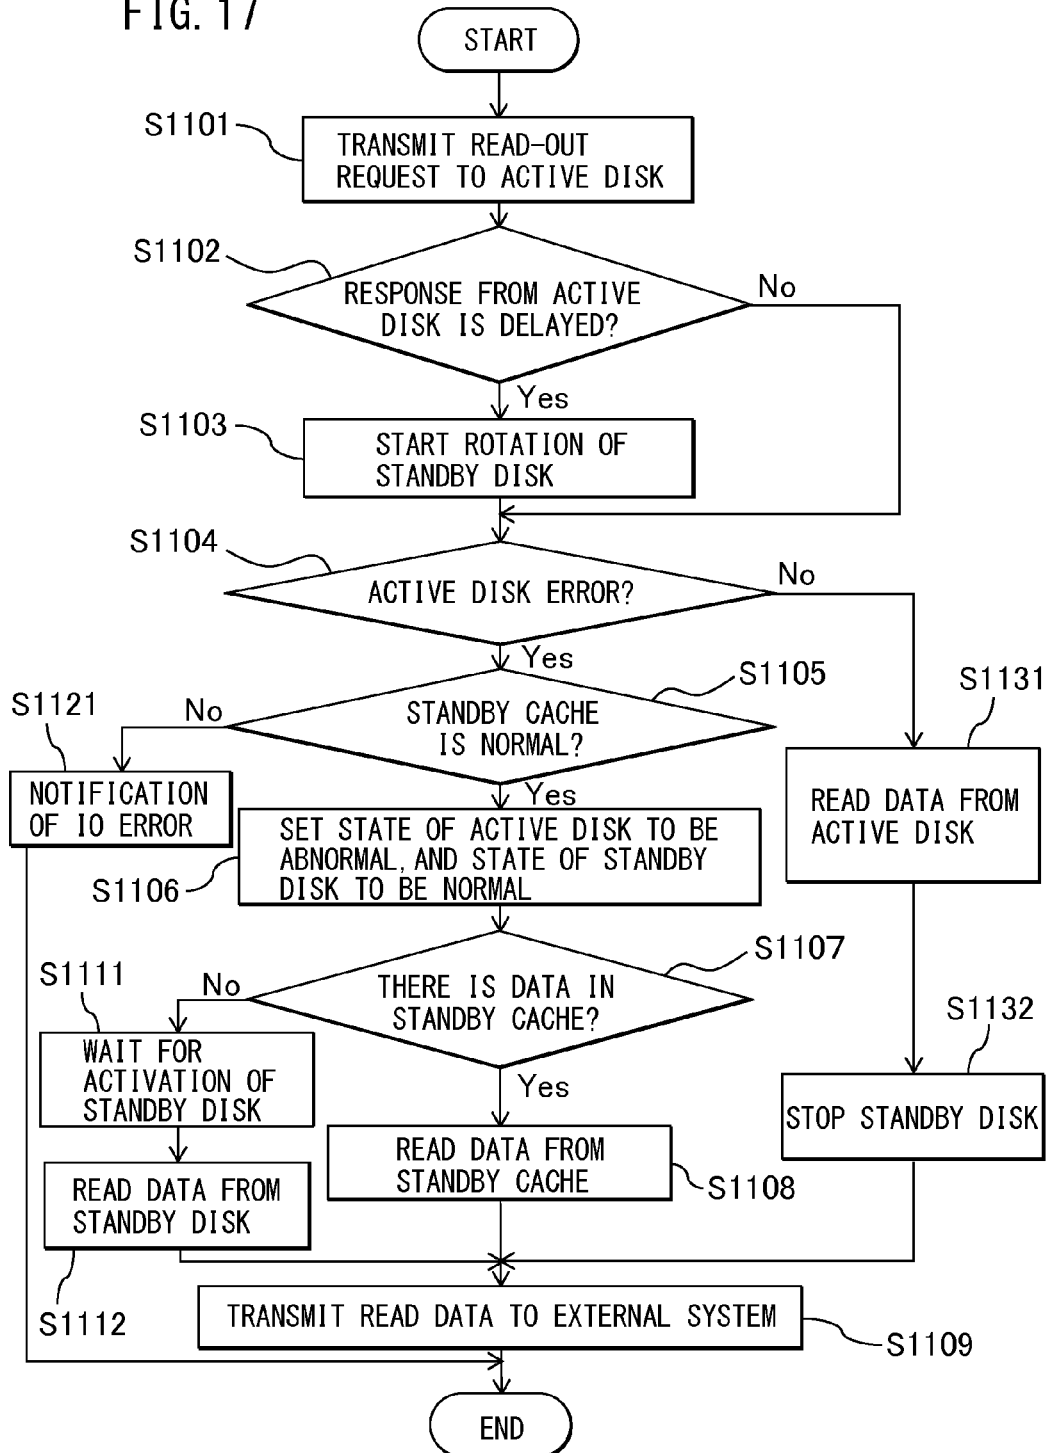 FIG. 17
START
S1101
TRANSMIT READ-OUT
REQUEST TO ACTIVE DISK
S1102
RESPONSE FROM ACTIVE
DISK IS DELAYED?
No
Yes
S1103
START ROTATION OF
STANDBY DISK
S1104
ACTIVE DISK ERROR?
No
Yes
S1105
STANDBY CACHE
IS NORMAL?
No
Yes
S1121
NOTIFICATION
OF IO ERROR
S1131
READ DATA FROM
ACTIVE DISK
SET STATE OF ACTIVE DISK TO BE
ABNORMAL, AND STATE OF STANDBY
DISK TO BE NORMAL
S1106
S1107
THERE IS DATA IN
STANDBY CACHE?
No
Yes
S1111
WAIT FOR
ACTIVATION OF
STANDBY DISK
S1132
STOP STANDBY DISK
READ DATA FROM
STANDBY CACHE
S1108
READ DATA FROM
STANDBY DISK
S1112
TRANSMIT READ DATA TO EXTERNAL SYSTEM
S1109
END